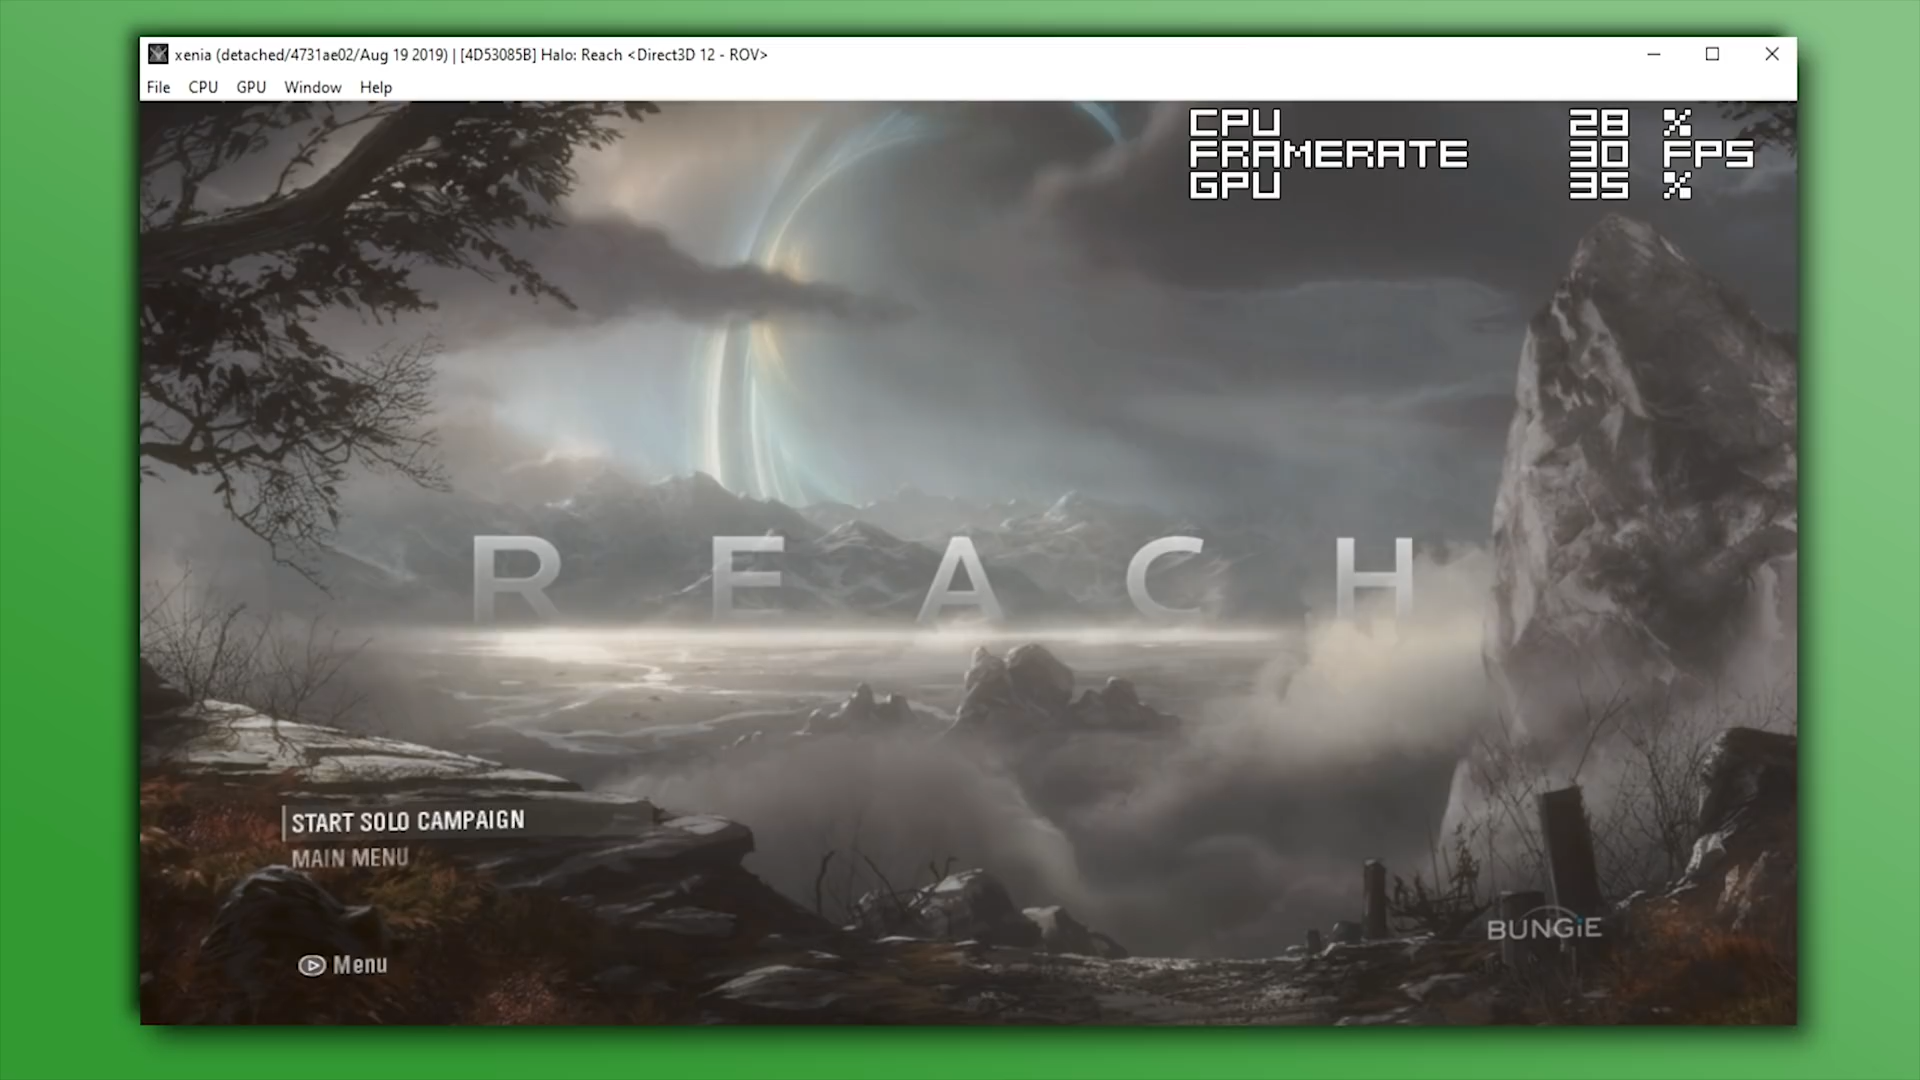 xenia (detached/4731ae02/Aug 19 2019) | [4D53085B] Halo: Reach <Direct3D 12 - ROV>
File CPU GPU Window Help
CPU 28 %
FRAMERATE 30 FPS
GPU 35 %
REACH
START SOLO CAMPAIGN
MAIN MENU
BUNGiE
Menu